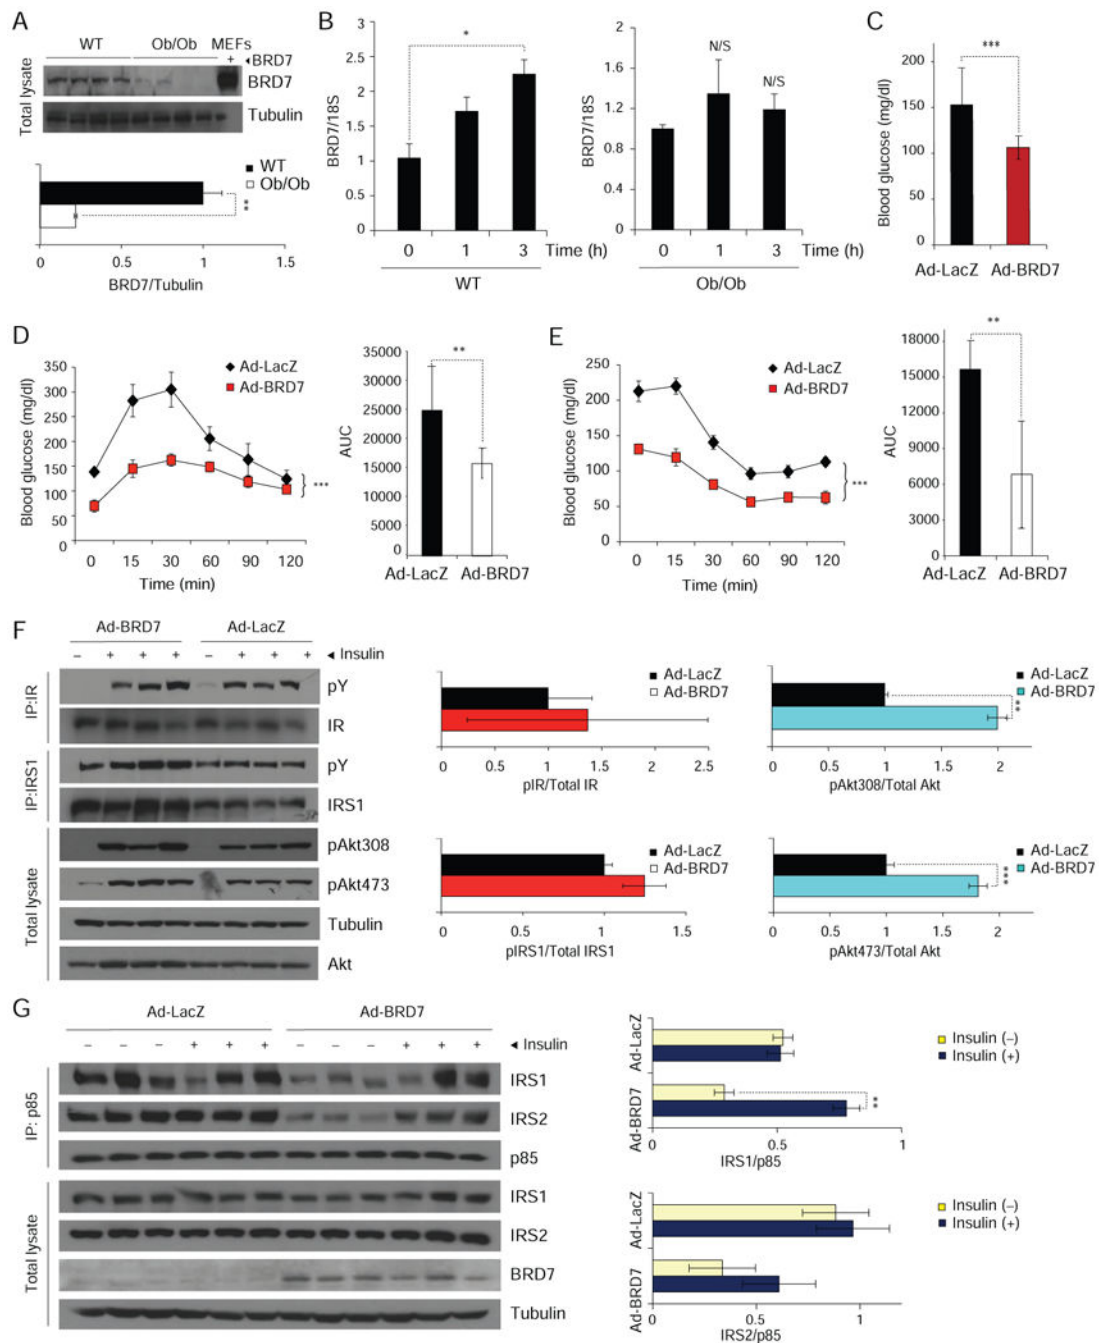 A
WT Ob/Ob MEFs
+ ◄BRD7
Total lysate
BRD7
Tubulin
WT
Ob/Ob
**
0 0.5 1 1.5
BRD7/Tubulin
B
BRD7/18S
3
2.5
2
1.5
1
0.5
0
*
0 1 3 Time (h)
WT
BRD7/18S
1.8
1.4
1
0.6
0.2
N/S
N/S
0 1 3 Time (h)
Ob/Ob
C
Blood glucose (mg/dl)
200
150
100
50
0
***
Ad-LacZ Ad-BRD7
D
Blood glucose (mg/dl)
350
300
250
200
150
100
50
0
Ad-LacZ
Ad-BRD7
***
0 15 30 60 90 120
Time (min)
AUC
35000
30000
25000
20000
15000
10000
5000
0
**
Ad-LacZ Ad-BRD7
E
Blood glucose (mg/dl)
250
200
150
100
50
0
Ad-LacZ
Ad-BRD7
***
0 15 30 60 90 120
Time (min)
AUC
18000
15000
12000
9000
6000
3000
0
**
Ad-LacZ Ad-BRD7
F
Ad-BRD7 Ad-LacZ
– + + + – + + + ◄ Insulin
IP:IR
pY
IR
IP:IRS1
pY
IRS1
Total lysate
pAkt308
pAkt473
Tubulin
Akt
Ad-LacZ
Ad-BRD7
0 0.5 1 1.5 2.0 2.5
pIR/Total IR
Ad-LacZ
Ad-BRD7
**
0 0.5 1 1.5 2
pAkt308/Total Akt
Ad-LacZ
Ad-BRD7
0 0.5 1 1.5
pIRS1/Total IRS1
Ad-LacZ
Ad-BRD7
***
0 0.5 1 1.5 2
pAkt473/Total Akt
G
Ad-LacZ Ad-BRD7
– – – + + + – – – + + + ◄ Insulin
IP: p85
IRS1
IRS2
p85
Total lysate
IRS1
IRS2
BRD7
Tubulin
Ad-LacZ
Ad-BRD7
Insulin (–)
Insulin (+)
**
0 0.5 1
IRS1/p85
Ad-LacZ
Ad-BRD7
Insulin (–)
Insulin (+)
0 0.5 1
IRS2/p85